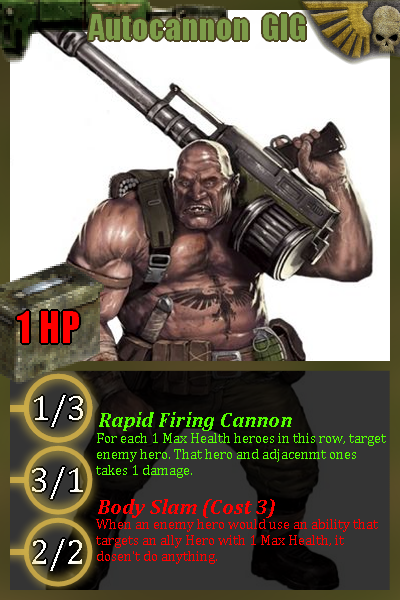 Autocannon GIG
1 HP
1/3
Rapid Firing Cannon
For each 1 Max Health heroes in this row, target
enemy hero. That hero and adjacenmt ones
takes 1 damage.
3/1
Body Slam (Cost 3)
When an enemy hero would use an ability that
targets an ally Hero with 1 Max Health, it
dosen't do anything.
2/2